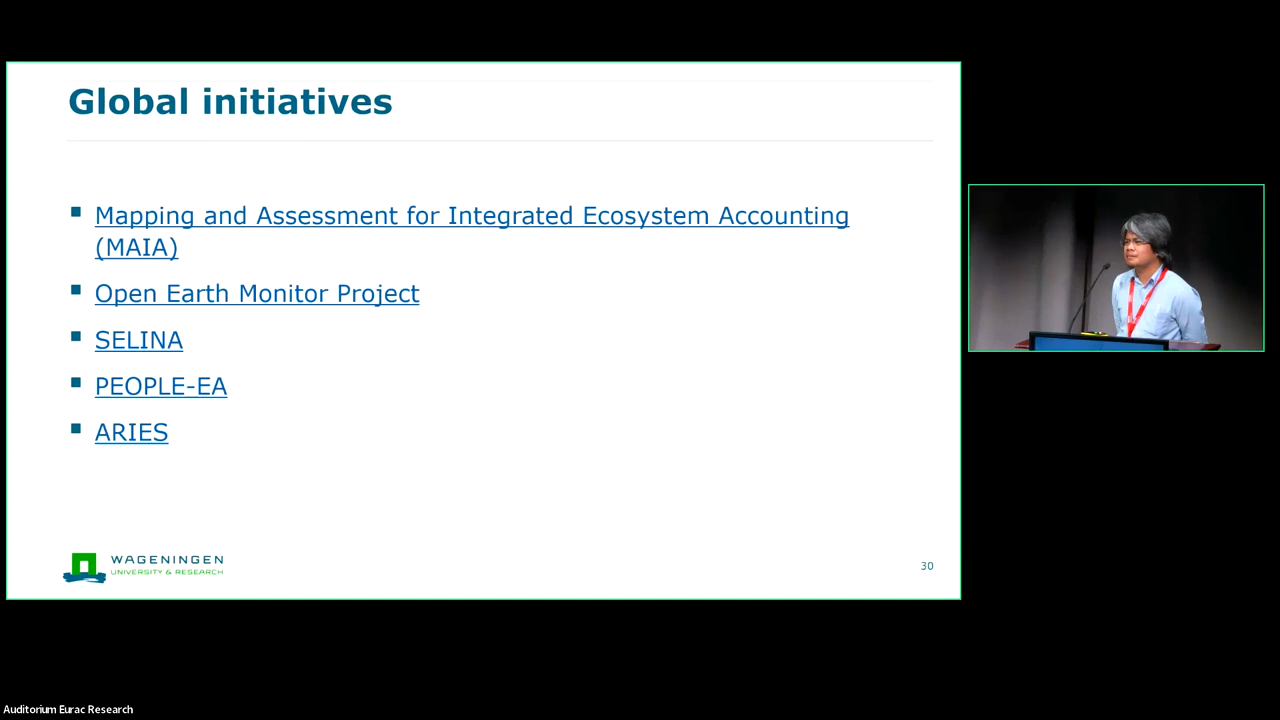 Global initiatives
Mapping and Assessment for Integrated Ecosystem Accounting
(MAIA)
Open Earth Monitor Project
SELINA
PEOPLE-EA
ARIES
WAGENINGEN
UNIVERSITY & RESEARCH
30
Auditorium Eurac Research